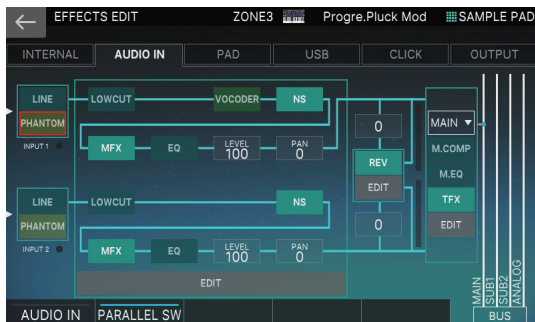 EFFECTS EDIT ZONE3 Progre.Pluck Mod SAMPLE PAD
INTERNAL AUDIO IN PAD USB CLICK OUTPUT
LINE LOWCUT VOCODER NS
PHANTOM
INPUT 1
MFX EQ LEVEL 100 PAN 0
LINE LOWCUT NS
PHANTOM
INPUT 2
MFX EQ LEVEL 100 PAN 0
EDIT
0
REV
EDIT
0
MAIN
M.COMP
M.EQ
TFX
EDIT
MAIN
SUB1
SUB2
ANALOG
BUS
AUDIO IN PARALLEL SW